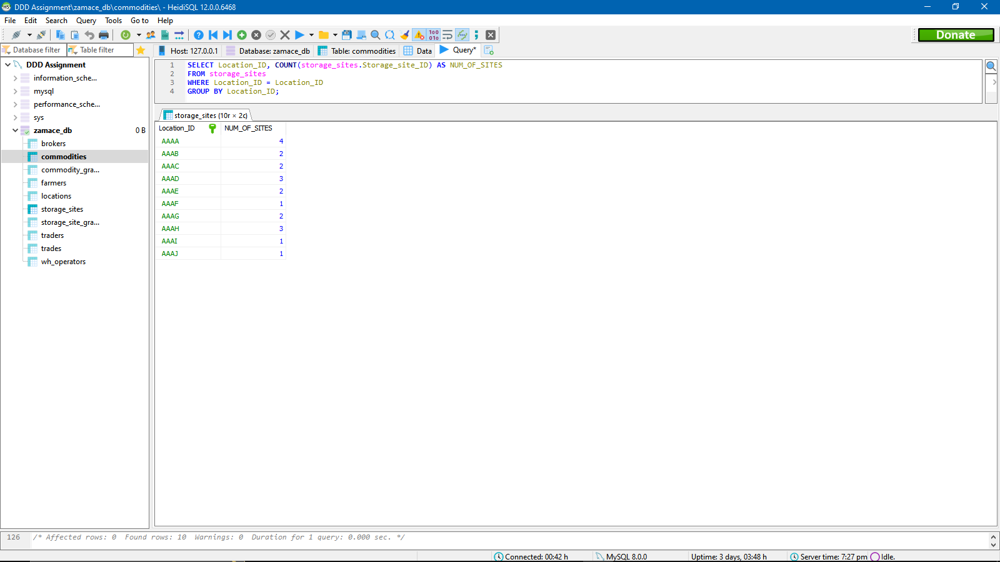 DDD Assignment\zamace_db\commodities\ - HeidiSQL 12.0.0.6468
File Edit Search Query Tools Go to Help
Donate
Database filter Table filter
Host: 127.0.0.1 Database: zamace_db Table: commodities Data Query*
DDD Assignment
information_sche...
mysql
performance_sche...
sys
zamace_db 0 B
brokers
commodities
commodity_gra...
farmers
locations
storage_sites
storage_site_gra...
traders
trades
wh_operators
1 SELECT Location_ID, COUNT(storage_sites.Storage_site_ID) AS NUM_OF_SITES
2 FROM storage_sites
3 WHERE Location_ID = Location_ID
4 GROUP BY Location_ID;
storage_sites (10r × 2c)
Location_ID NUM_OF_SITES
AAAA 4
AAAB 2
AAAC 2
AAAD 3
AAAE 2
AAAF 1
AAAG 2
AAAH 3
AAAI 1
AAAJ 1
126 /* Affected rows: 0 Found rows: 10 Warnings: 0 Duration for 1 query: 0.000 sec. */
Connected: 00:42 h MySQL 8.0.0 Uptime: 3 days, 03:48 h Server time: 7:27 pm Idle.